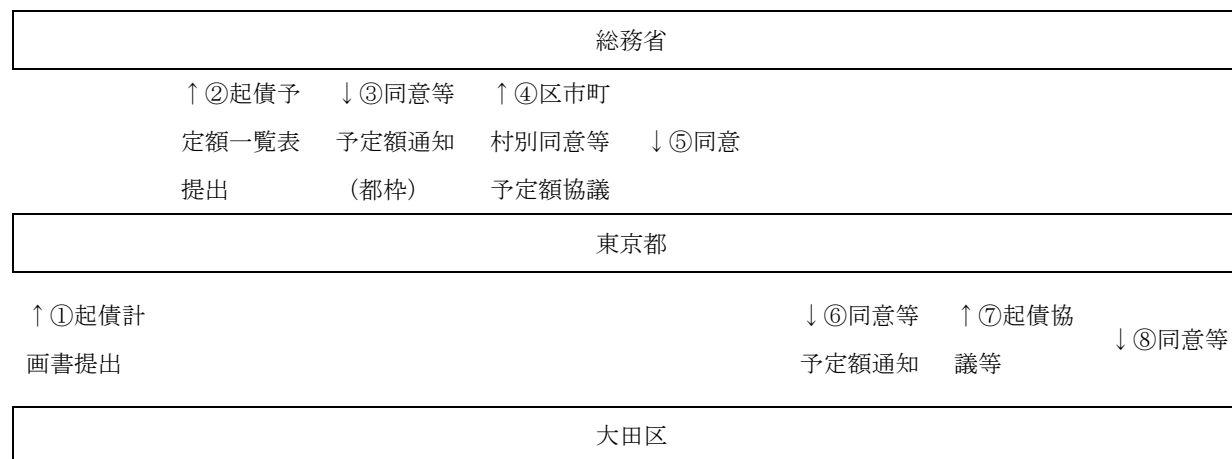 総務省
↑②起債予 ↓③同意等 ↑④区市町
定額一覧表 予定額通知 村別同意等 ↓⑤同意
提出 （都枠） 予定額協議
東京都
↑①起債計 ↓⑥同意等 ↑⑦起債協
↓⑧同意等
画書提出 予定額通知 議等
大田区